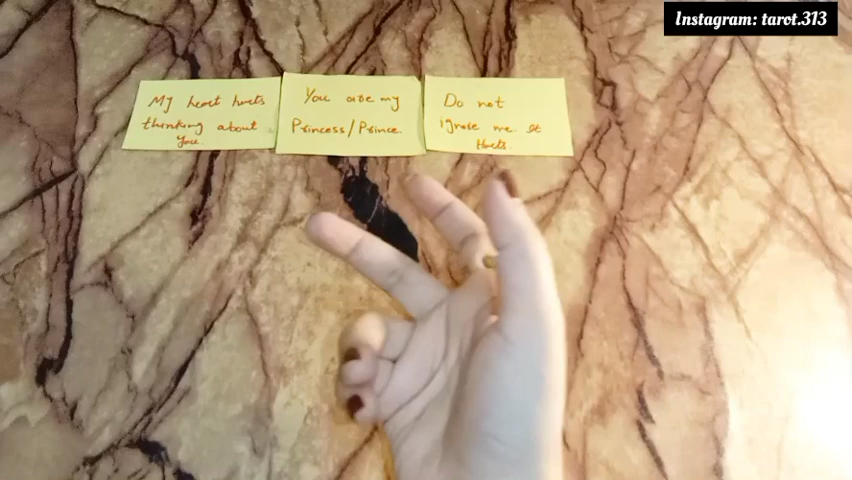 Instagram: tarot.313
My heart hurts
thinking about
you.
You are my
Princess/Prince.
Do not
ignore me. It
Hurts.